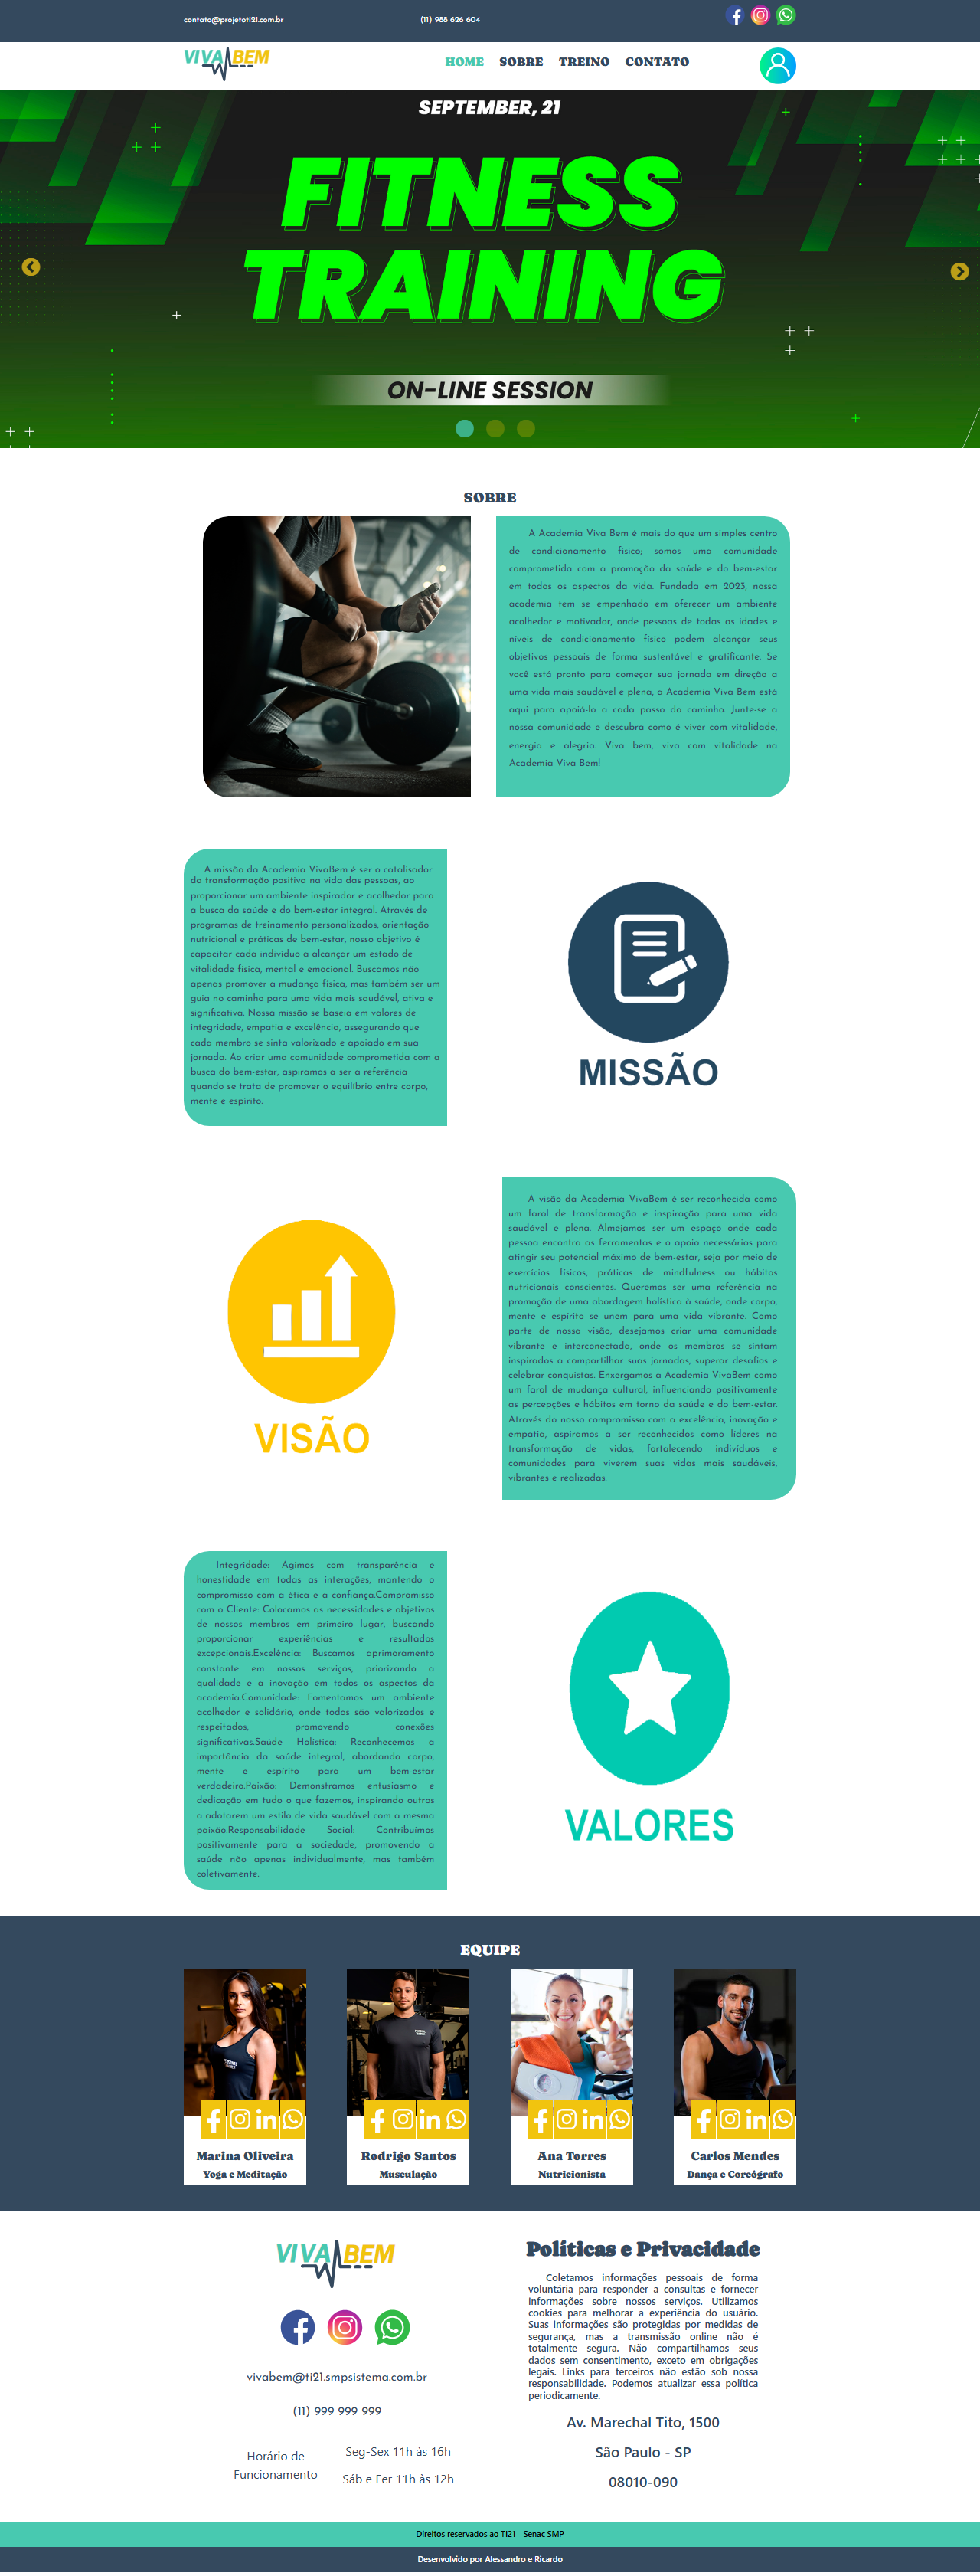 contato@projetoti21.com.br
(11) 988 626 604
VIVA BEM
HOME SOBRE TREINO CONTATO
SEPTEMBER, 21
FITNESS
TRAINING
ON-LINE SESSION
SOBRE
A Academia Viva Bem é mais do que um simples centro
de condicionamento físico; somos uma comunidade
comprometida com a promoção da saúde e do bem-estar
em todos os aspectos da vida. Fundada em 2023, nossa
academia tem se empenhado em oferecer um ambiente
acolhedor e motivador, onde pessoas de todas as idades e
níveis de condicionamento físico podem alcançar seus
objetivos pessoais de forma sustentável e gratificante. Se
você está pronto para começar sua jornada em direção a
uma vida mais saudável e plena, a Academia Viva Bem está
aqui para apoiá-lo a cada passo do caminho. Junte-se a
nossa comunidade e descubra como é viver com vitalidade,
energia e alegria. Viva bem, viva com vitalidade na
Academia Viva Bem!
A missão da Academia VivaBem é ser o catalisador
da transformação positiva na vida das pessoas, ao
proporcionar um ambiente inspirador e acolhedor para
a busca da saúde e do bem-estar integral. Através de
programas de treinamento personalizados, orientação
nutricional e práticas de bem-estar, nosso objetivo é
capacitar cada indivíduo a alcançar um estado de
vitalidade física, mental e emocional. Buscamos não
apenas promover a mudança física, mas também ser um
guia no caminho para uma vida mais saudável, ativa e
significativa. Nossa missão se baseia em valores de
integridade, empatia e excelência, assegurando que
cada membro se sinta valorizado e apoiado em sua
jornada. Ao criar uma comunidade comprometida com a
busca do bem-estar, aspiramos a ser a referência
quando se trata de promover o equilíbrio entre corpo,
mente e espírito.
MISSÃO
VISÃO
A visão da Academia VivaBem é ser reconhecida como
um farol de transformação e inspiração para uma vida
saudável e plena. Almejamos ser um espaço onde cada
pessoa encontra as ferramentas e o apoio necessários para
atingir seu potencial máximo de bem-estar, seja por meio de
exercícios físicos, práticas de mindfulness ou hábitos
nutricionais conscientes. Queremos ser uma referência na
promoção de uma abordagem holística à saúde, onde corpo,
mente e espírito se unem para uma vida vibrante. Como
parte de nossa visão, desejamos criar uma comunidade
vibrante e interconectada, onde os membros se sintam
inspirados a compartilhar suas jornadas, superar desafios e
celebrar conquistas. Enxergamos a Academia VivaBem como
um farol de mudança cultural, influenciando positivamente
as percepções e hábitos em torno da saúde e do bem-estar.
Através do nosso compromisso com a excelência, inovação e
empatia, aspiramos a ser reconhecidos como líderes na
transformação de vidas, fortalecendo indivíduos e
comunidades para viverem suas vidas mais saudáveis,
vibrantes e realizadas.
Integridade: Agimos com transparência e
honestidade em todas as interações, mantendo o
compromisso com a ética e a confiança.Compromisso
com o Cliente: Colocamos as necessidades e objetivos
de nossos membros em primeiro lugar, buscando
proporcionar experiências e resultados
excepcionais.Excelência: Buscamos aprimoramento
constante em nossos serviços, priorizando a
qualidade e a inovação em todos os aspectos da
academia.Comunidade: Fomentamos um ambiente
acolhedor e solidário, onde todos são valorizados e
respeitados, promovendo conexões
significativas.Saúde Holística: Reconhecemos a
importância da saúde integral, abordando corpo,
mente e espírito para um bem-estar
verdadeiro.Paixão: Demonstramos entusiasmo e
dedicação em tudo o que fazemos, inspirando outros
a adotarem um estilo de vida saudável com a mesma
paixão.Responsabilidade Social: Contribuímos
positivamente para a sociedade, promovendo a
saúde não apenas individualmente, mas também
coletivamente.
VALORES
EQUIPE
Marina Oliveira
Yoga e Meditação
Rodrigo Santos
Musculação
Ana Torres
Nutricionista
Carlos Mendes
Dança e Coreógrafo
VIVA BEM
vivabem@ti21.smpsistema.com.br
(11) 999 999 999
Horário de
Funcionamento
Seg-Sex 11h às 16h
Sáb e Fer 11h às 12h
Políticas e Privacidade
Coletamos informações pessoais de forma
voluntária para responder a consultas e fornecer
informações sobre nossos serviços. Utilizamos
cookies para melhorar a experiência do usuário.
Suas informações são protegidas por medidas de
segurança, mas a transmissão online não é
totalmente segura. Não compartilhamos seus
dados sem consentimento, exceto em obrigações
legais. Links para terceiros não estão sob nossa
responsabilidade. Podemos atualizar essa política
periodicamente.
Av. Marechal Tito, 1500
São Paulo - SP
08010-090
Direitos reservados ao TI21 - Senac SMP
Desenvolvido por Alessandro e Ricardo